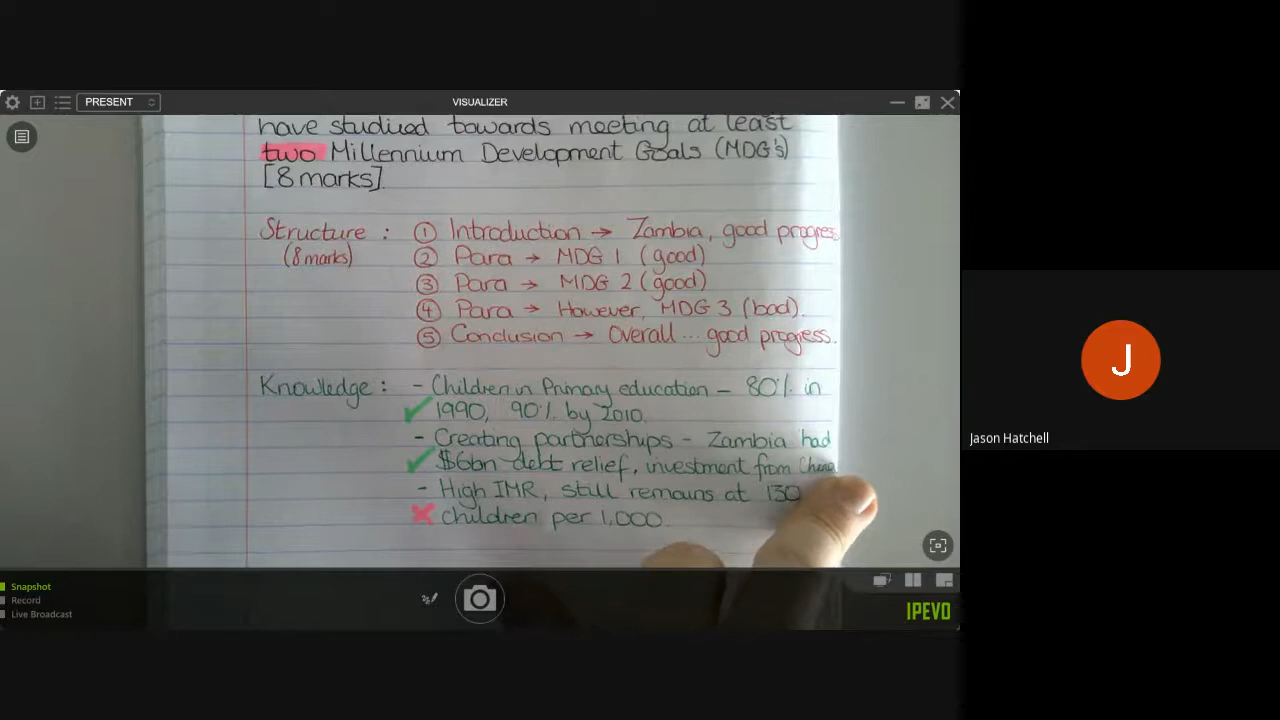 PRESENT
VISUALIZER
have studied towards meeting at least
two Millennium Development Goals (MDG's)
[8 marks].
Structure : ① Introduction → Zambia, good progress
(8 marks) ② Para → MDG 1 (good)
③ Para → MDG 2 (good)
④ Para → However, MDG 3 (bad).
⑤ Conclusion → Overall ... good progress.
Knowledge : - Children in Primary education - 80% in
✓ 1990, 90% by 2010.
- Creating partnerships - Zambia had
✓ $6bn debt relief, investment from China
- High IMR, still remains at 130
✗ children per 1,000.
Snapshot
Record
Live Broadcast
IPEVO
J
Jason Hatchell